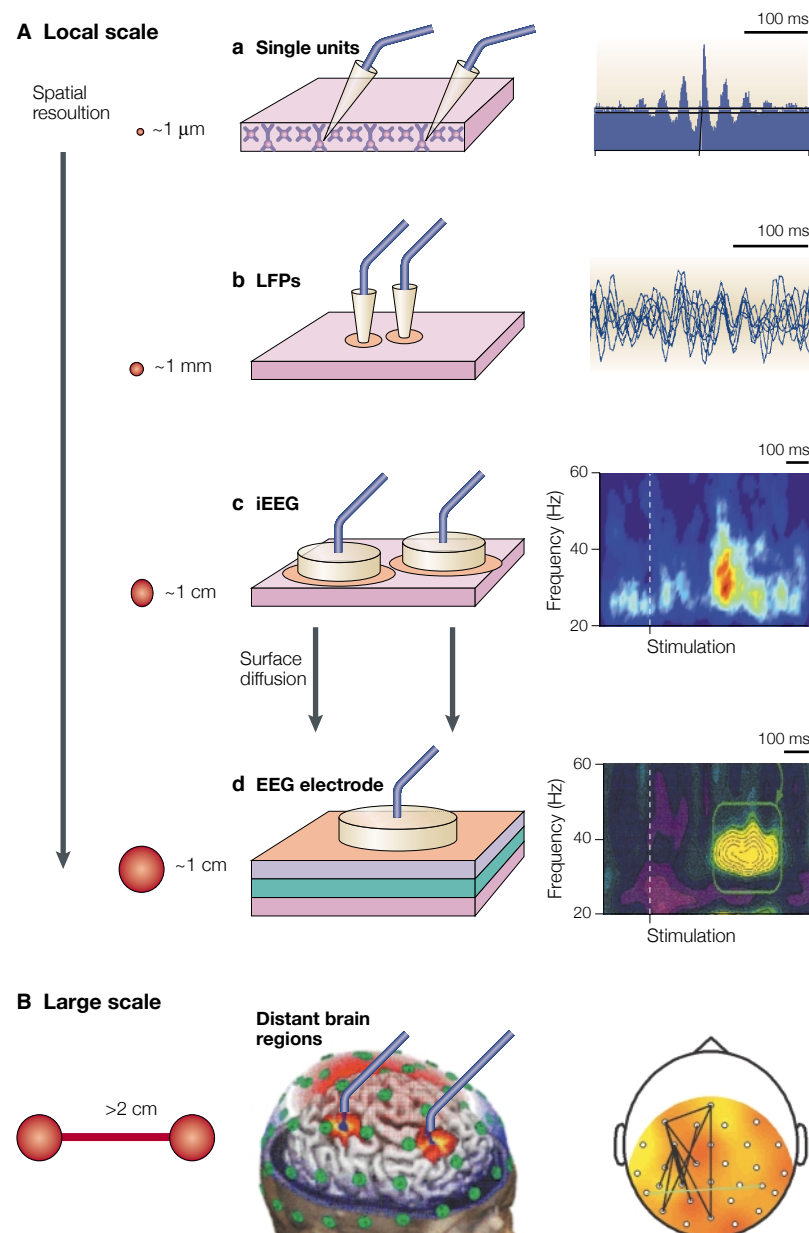 A Local scale
Spatial
resoultion
a Single units
100 ms
~1 µm
b LFPs
100 ms
~1 mm
c iEEG
100 ms
60
40
20
Frequency (Hz)
Stimulation
~1 cm
Surface
diffusion
d EEG electrode
100 ms
60
40
20
Frequency (Hz)
Stimulation
~1 cm
B Large scale
Distant brain
regions
>2 cm